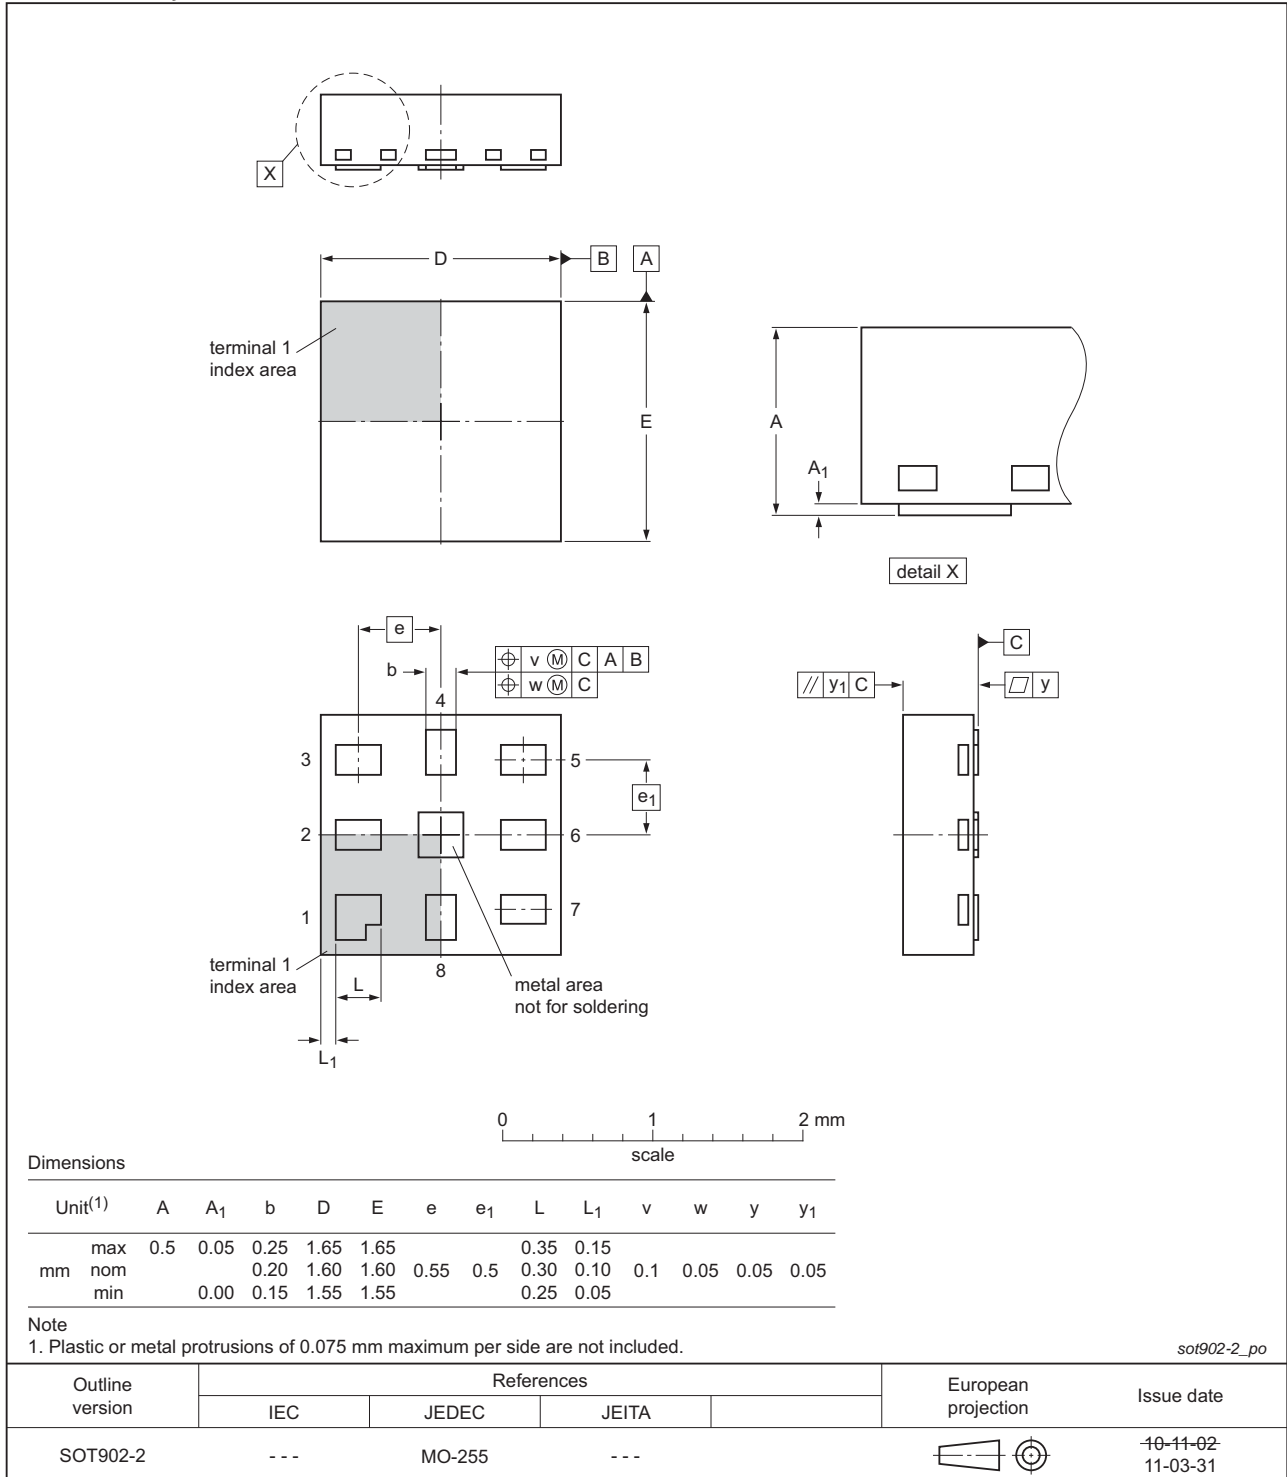 X
D
B
A
terminal 1
index area
E
A
A1
detail X
e
b
v M C A B
w M C
4
C
y1 C
y
3
5
e1
2
6
1
7
terminal 1
index area
L
8
metal area
not for soldering
L1
0 1 2 mm
scale
Dimensions
Unit(1) A A1 b D E e e1 L L1 v w y y1
max 0.5 0.05 0.25 1.65 1.65 0.35 0.15
mm nom 0.20 1.60 1.60 0.55 0.5 0.30 0.10 0.1 0.05 0.05 0.05
min 0.00 0.15 1.55 1.55 0.25 0.05
Note
1. Plastic or metal protrusions of 0.075 mm maximum per side are not included.
sot902-2_po
Outline version References European projection Issue date
IEC JEDEC JEITA
SOT902-2 - - - MO-255 - - - 10-11-02
11-03-31